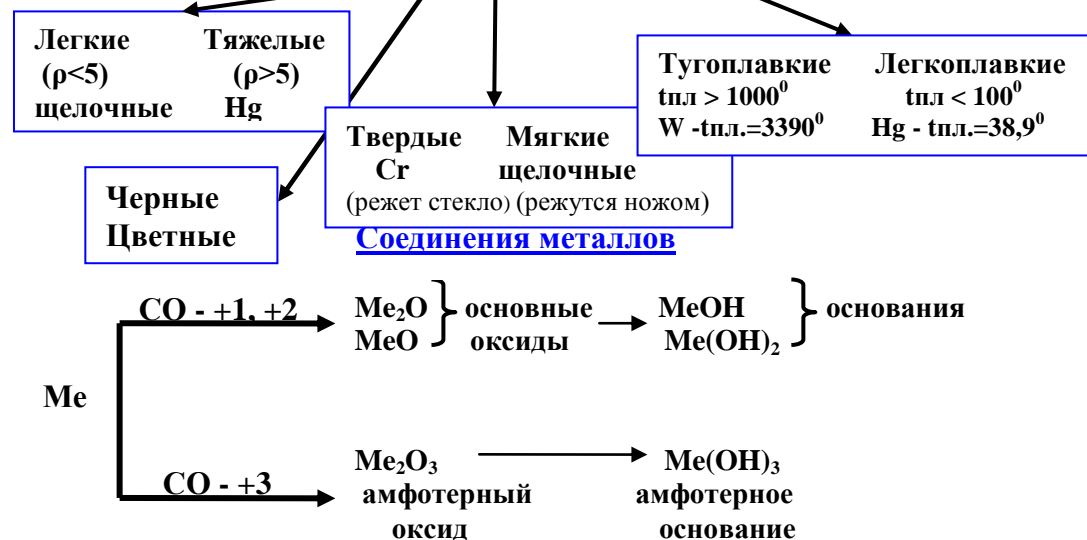 Легкие Тяжелые
(ρ<5) (ρ>5)
щелочные Hg
Тугоплавкие Легкоплавкие
tпл > 1000⁰ tпл < 100⁰
W -tпл.=3390⁰ Hg - tпл.=38,9⁰
Твердые Мягкие
Cr щелочные
(режет стекло) (режутся ножом)
Черные
Цветные
Соединения металлов
СО - +1, +2 Me₂O } основные MeOH } основания
MeO оксиды Me(OH)₂
Me
СО - +3 Me₂O₃ Me(OH)₃
амфотерный амфотерное
оксид основание